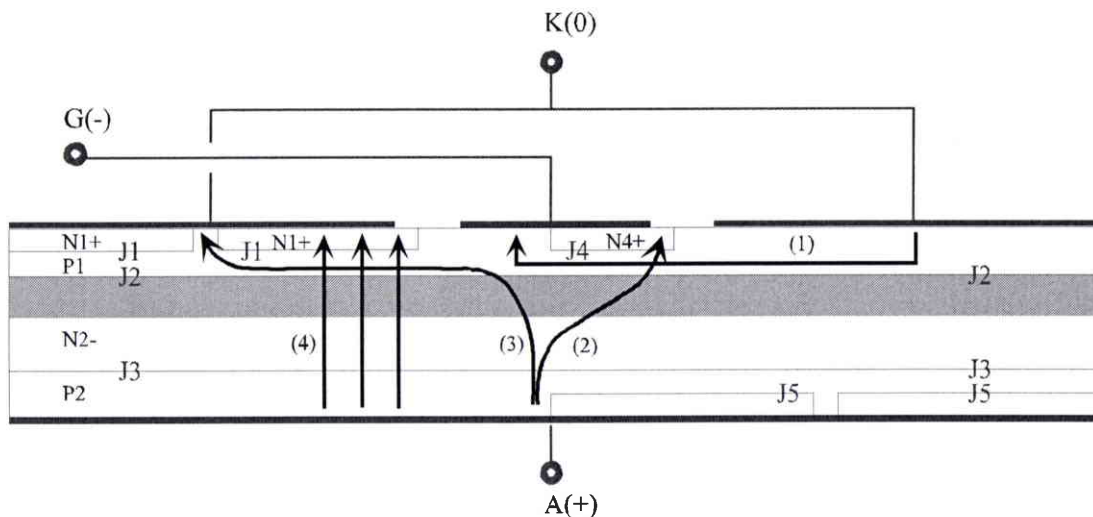 K(0)
G(-)
N1+ J1 J1 N1+ J4 N4+ (1)
P1 J2 J2
N2- (4) (3) (2)
J3 J3
P2 J5 J5
A(+)